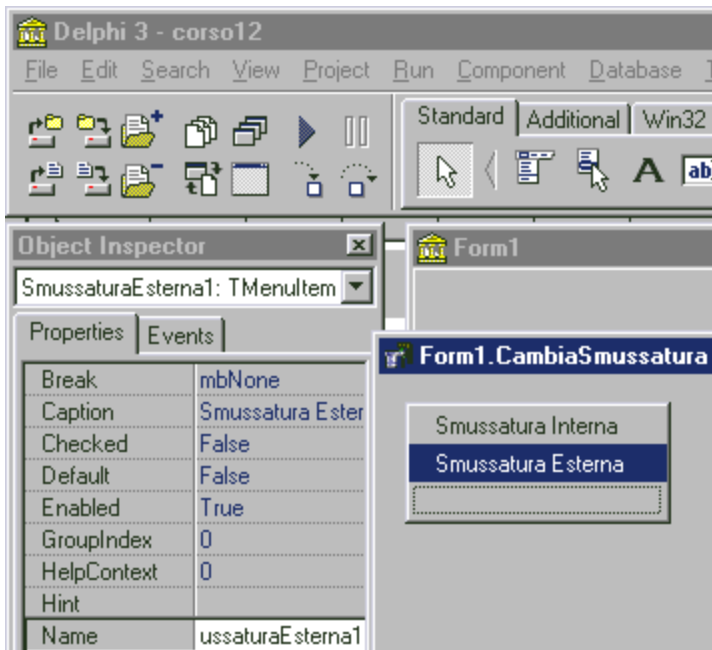 Delphi 3 - corso12
File Edit Search View Project Run Component Database
Standard Additional Win32
A ab
Object Inspector
SmussaturaEsterna1: TMenuItem
Properties Events
Break mbNone
Caption Smussatura Ester
Checked False
Default False
Enabled True
GroupIndex 0
HelpContext 0
Hint
Name ussaturaEsterna1
Form1
Form1.CambiaSmussatura
Smussatura Interna
Smussatura Esterna